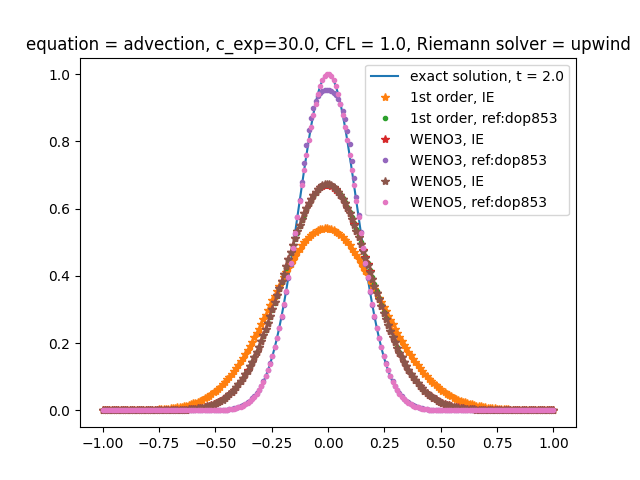 equation = advection, c_exp=30.0, CFL = 1.0, Riemann solver = upwind
1.0
0.8
0.6
0.4
0.2
0.0
exact solution, t = 2.0
1st order, IE
1st order, ref:dop853
WENO3, IE
WENO3, ref:dop853
WENO5, IE
WENO5, ref:dop853
−1.00 −0.75 −0.50 −0.25 0.00 0.25 0.50 0.75 1.00